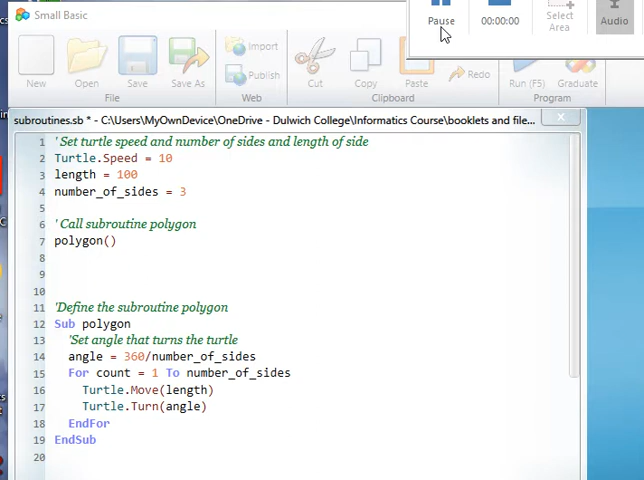 Small Basic
Pause
00:00:00
Select
Area
Audio
New
Open
Save
Save As
Import
Publish
Cut
Copy
Paste
Redo
Run (F5)
Graduate
File
Web
Clipboard
Program
subroutines.sb * - C:\Users\MyOwnDevice\OneDrive - Dulwich College\Informatics Course\booklets and file...
1 ' Set turtle speed and number of sides and length of side
2 Turtle.Speed = 10
3 length = 100
4 number_of_sides = 3
5
6 ' Call subroutine polygon
7 polygon()
8
9
10
11 'Define the subroutine polygon
12 Sub polygon
13 'Set angle that turns the turtle
14 angle = 360/number_of_sides
15 For count = 1 To number_of_sides
16 Turtle.Move(length)
17 Turtle.Turn(angle)
18 EndFor
19 EndSub
20